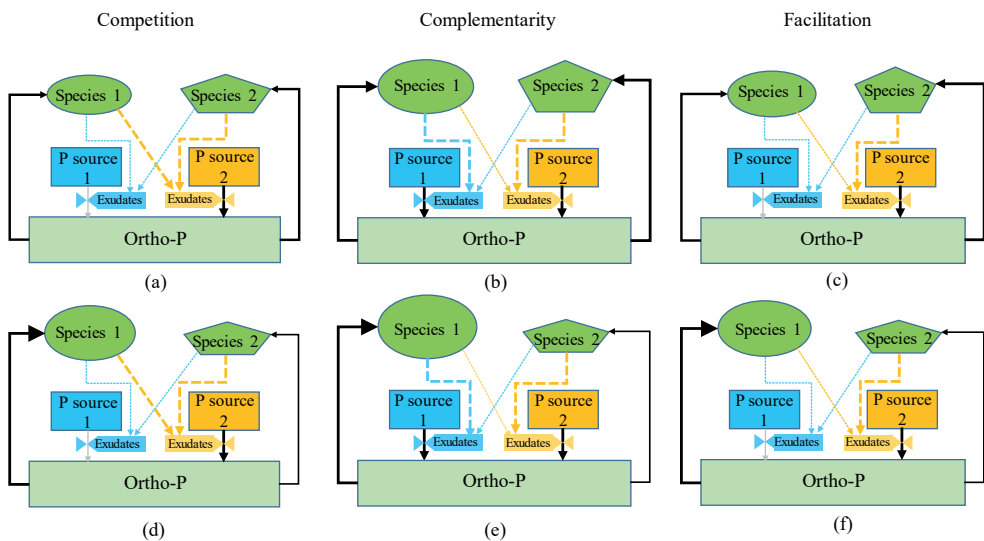 Competition
Complementarity
Facilitation
Species 1
Species 2
P source
1
P source
2
Exudates
Exudates
Ortho-P
(a)
Species 1
Species 2
P source
1
P source
2
Exudates
Exudates
Ortho-P
(b)
Species 1
Species 2
P source
1
P source
2
Exudates
Exudates
Ortho-P
(c)
Species 1
Species 2
P source
1
P source
2
Exudates
Exudates
Ortho-P
(d)
Species 1
Species 2
P source
1
P source
2
Exudates
Exudates
Ortho-P
(e)
Species 1
Species 2
P source
1
P source
2
Exudates
Exudates
Ortho-P
(f)